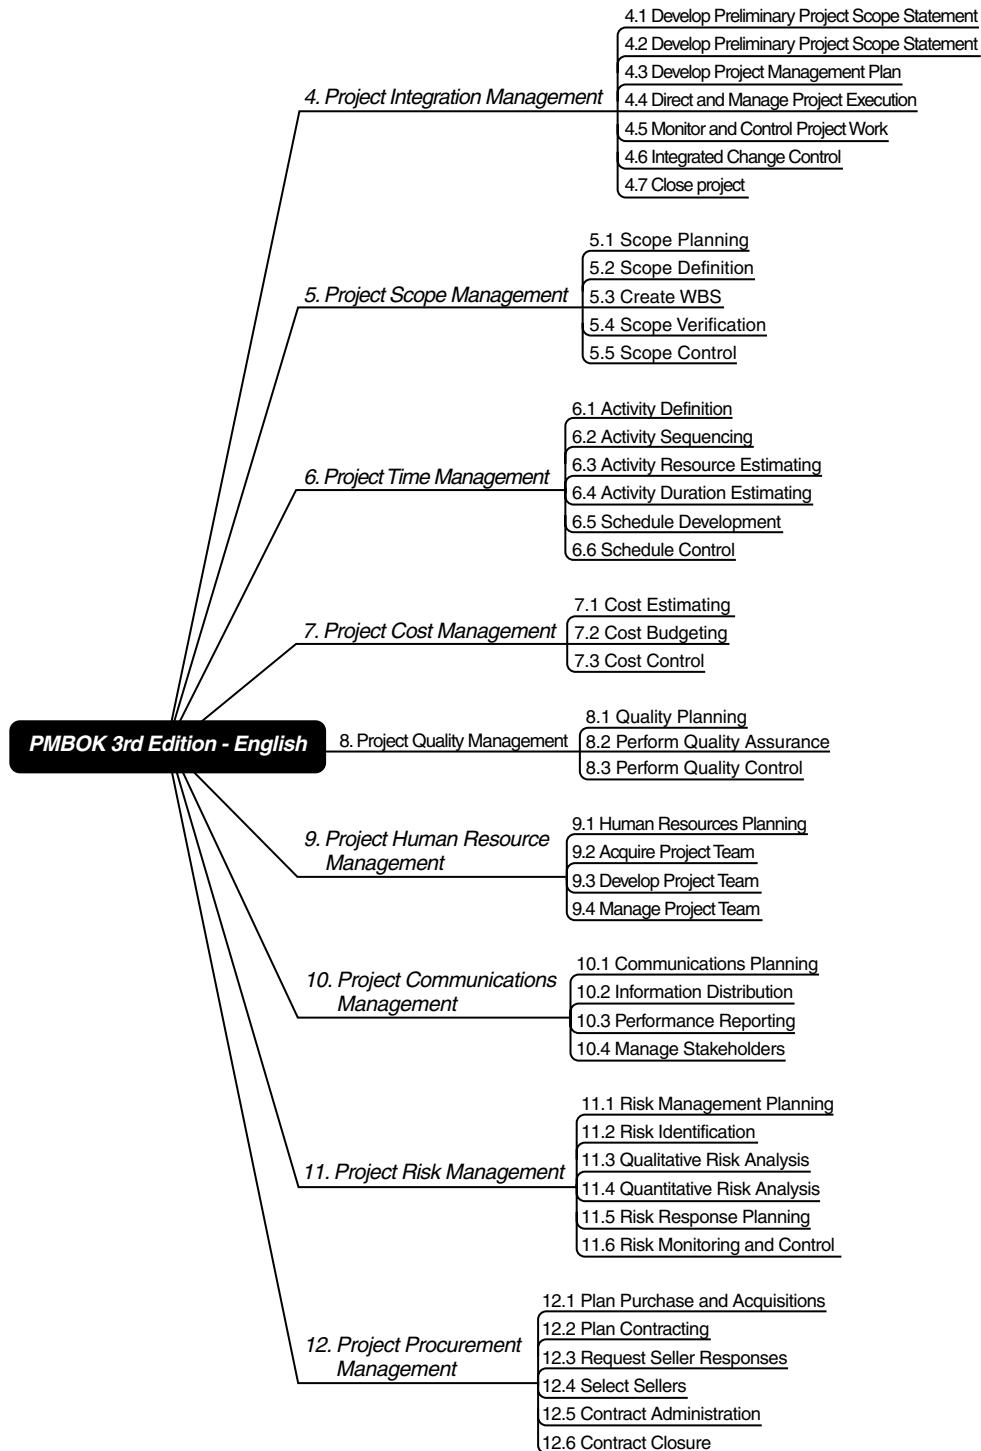 PMBOK 3rd Edition - English
4. Project Integration Management
4.1 Develop Preliminary Project Scope Statement
4.2 Develop Preliminary Project Scope Statement
4.3 Develop Project Management Plan
4.4 Direct and Manage Project Execution
4.5 Monitor and Control Project Work
4.6 Integrated Change Control
4.7 Close project
5. Project Scope Management
5.1 Scope Planning
5.2 Scope Definition
5.3 Create WBS
5.4 Scope Verification
5.5 Scope Control
6. Project Time Management
6.1 Activity Definition
6.2 Activity Sequencing
6.3 Activity Resource Estimating
6.4 Activity Duration Estimating
6.5 Schedule Development
6.6 Schedule Control
7. Project Cost Management
7.1 Cost Estimating
7.2 Cost Budgeting
7.3 Cost Control
8. Project Quality Management
8.1 Quality Planning
8.2 Perform Quality Assurance
8.3 Perform Quality Control
9. Project Human Resource
Management
9.1 Human Resources Planning
9.2 Acquire Project Team
9.3 Develop Project Team
9.4 Manage Project Team
10. Project Communications
Management
10.1 Communications Planning
10.2 Information Distribution
10.3 Performance Reporting
10.4 Manage Stakeholders
11. Project Risk Management
11.1 Risk Management Planning
11.2 Risk Identification
11.3 Qualitative Risk Analysis
11.4 Quantitative Risk Analysis
11.5 Risk Response Planning
11.6 Risk Monitoring and Control
12. Project Procurement
Management
12.1 Plan Purchase and Acquisitions
12.2 Plan Contracting
12.3 Request Seller Responses
12.4 Select Sellers
12.5 Contract Administration
12.6 Contract Closure